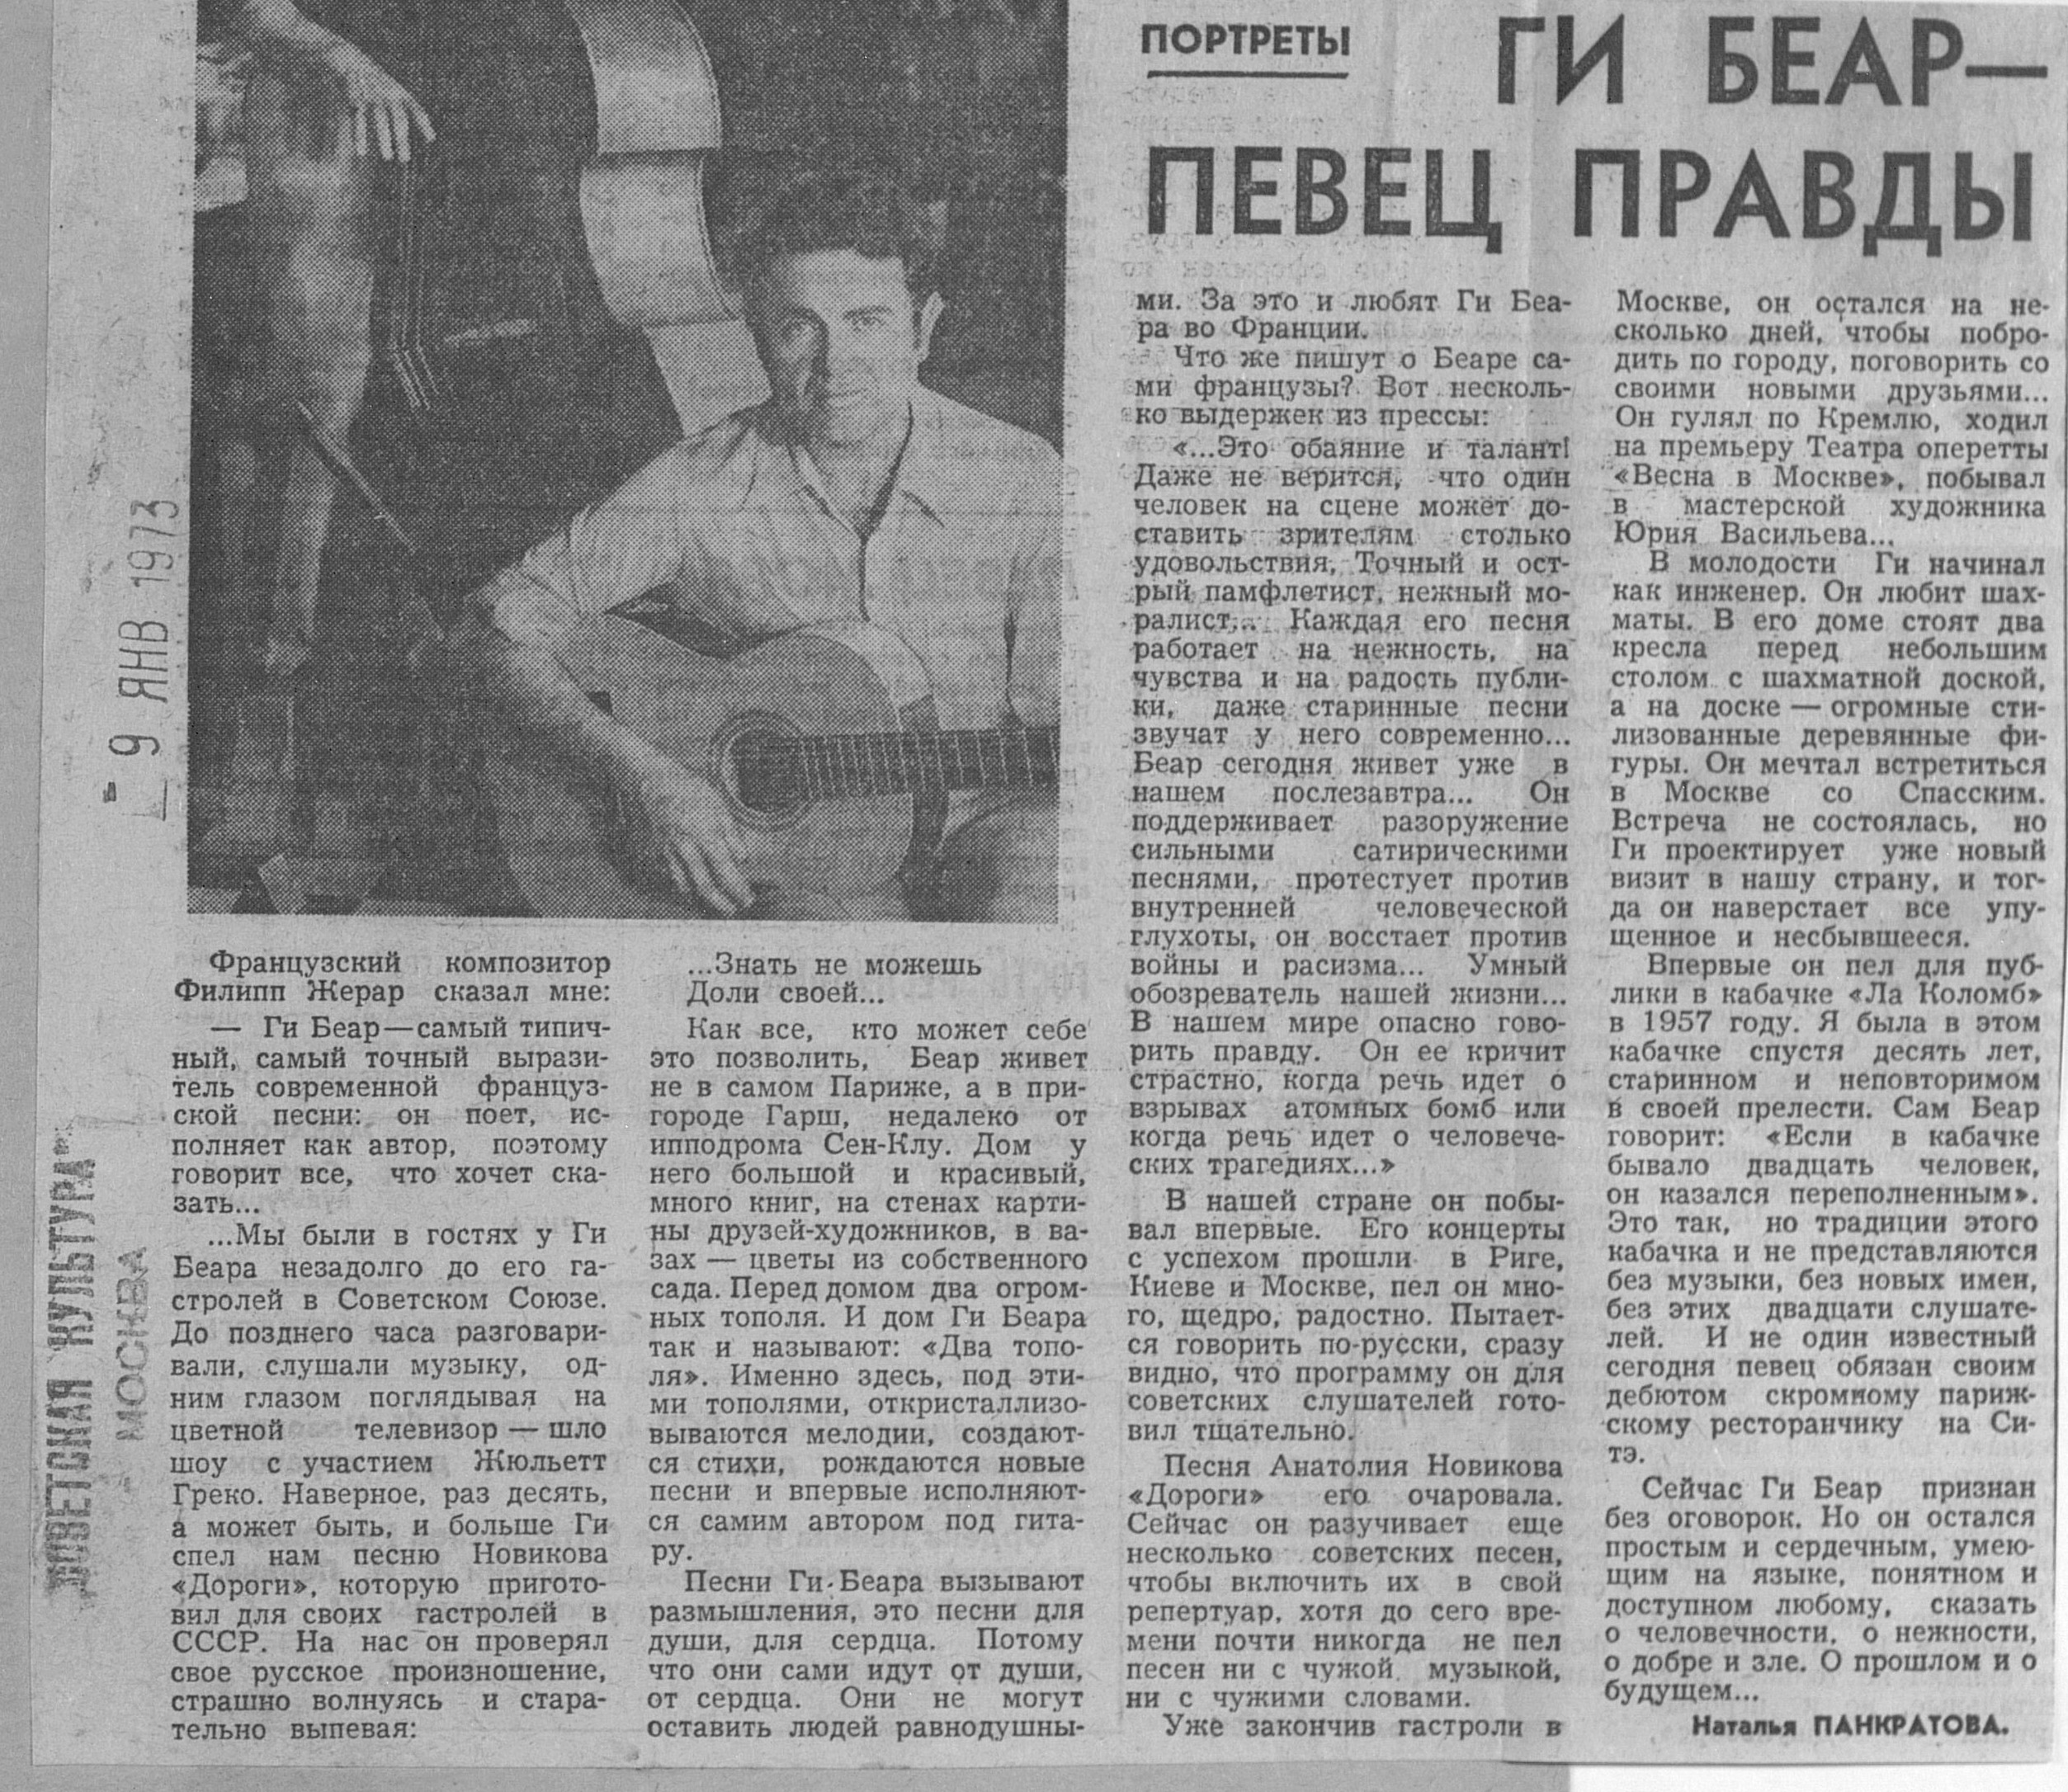 ПОРТРЕТЫ
ГИ БЕАР—
ПЕВЕЦ ПРАВДЫ
9 ЯНВ 1973
СОВЕТСКАЯ КУЛЬТУРА"
МОСКВА
Французский композитор
Филипп Жерар сказал мне:
— Ги Беар—самый типич-
ный, самый точный вырази-
тель современной француз-
ской песни: он поет, ис-
полняет как автор, поэтому
говорит все, что хочет ска-
зать...
...Мы были в гостях у Ги
Беара незадолго до его га-
стролей в Советском Союзе.
До позднего часа разговари-
вали, слушали музыку, од-
ним глазом поглядывая на
цветной телевизор — шло
шоу с участием Жюльетт
Греко. Наверное, раз десять,
а может быть, и больше Ги
спел нам песню Новикова
«Дороги», которую пригото-
вил для своих гастролей в
СССР. На нас он проверял
свое русское произношение,
страшно волнуясь и стара-
тельно выпевая:
...Знать не можешь
Доли своей...
Как все, кто может себе
это позволить, Беар живет
не в самом Париже, а в при-
городе Гарш, недалеко от
ипподрома Сен-Клу. Дом у
него большой и красивый,
много книг, на стенах карти-
ны друзей-художников, в ва-
зах — цветы из собственного
сада. Перед домом два огром-
ных тополя. И дом Ги Беара
так и называют: «Два топо-
ля». Именно здесь, под эти-
ми тополями, откристаллизо-
вываются мелодии, создают-
ся стихи, рождаются новые
песни и впервые исполняют-
ся самим автором под гита-
ру.
Песни Ги Беара вызывают
размышления, это песни для
души, для сердца. Потому
что они сами идут от души,
от сердца. Они не могут
оставить людей равнодушны-
ми. За это и любят Ги Беа-
ра во Франции.
Что же пишут о Беаре са-
ми французы? Вот несколь-
ко выдержек из прессы:
«...Это обаяние и талант!
Даже не верится, что один
человек на сцене может до-
ставить зрителям столько
удовольствия. Точный и ост-
рый памфлетист, нежный мо-
ралист... Каждая его песня
работает на нежность, на
чувства и на радость публи-
ки, даже старинные песни
звучат у него современно...
Беар сегодня живет уже в
нашем послезавтра... Он
поддерживает разоружение
сильными сатирическими
песнями, протестует против
внутренней человеческой
глухоты, он восстает против
войны и расизма... Умный
обозреватель нашей жизни...
В нашем мире опасно гово-
рить правду. Он ее кричит
страстно, когда речь идет о
взрывах атомных бомб или
когда речь идет о человече-
ских трагедиях...»
В нашей стране он побы-
вал впервые. Его концерты
с успехом прошли в Риге,
Киеве и Москве, пел он мно-
го, щедро, радостно. Пытает-
ся говорить по-русски, сразу
видно, что программу он для
советских слушателей гото-
вил тщательно.
Песня Анатолия Новикова
«Дороги» его очаровала.
Сейчас он разучивает еще
несколько советских песен,
чтобы включить их в свой
репертуар, хотя до сего вре-
мени почти никогда не пел
песен ни с чужой музыкой,
ни с чужими словами.
Уже закончив гастроли в
Москве, он остался на не-
сколько дней, чтобы побро-
дить по городу, поговорить со
своими новыми друзьями...
Он гулял по Кремлю, ходил
на премьеру Театра оперетты
«Весна в Москве», побывал
в мастерской художника
Юрия Васильева...
В молодости Ги начинал
как инженер. Он любит шах-
маты. В его доме стоят два
кресла перед небольшим
столом с шахматной доской,
а на доске — огромные сти-
лизованные деревянные фи-
гуры. Он мечтал встретиться
в Москве со Спасским.
Встреча не состоялась, но
Ги проектирует уже новый
визит в нашу страну, и тог-
да он наверстает все упу-
щенное и несбывшееся.
Впервые он пел для пуб-
лики в кабачке «Ла Коломб»
в 1957 году. Я была в этом
кабачке спустя десять лет,
старинном и неповторимом
в своей прелести. Сам Беар
говорит: «Если в кабачке
бывало двадцать человек,
он казался переполненным».
Это так, но традиции этого
кабачка и не представляются
без музыки, без новых имен,
без этих двадцати слушате-
лей. И не один известный
сегодня певец обязан своим
дебютом скромному париж-
скому ресторанчику на Си-
тэ.
Сейчас Ги Беар признан
без оговорок. Но он остался
простым и сердечным, умею-
щим на языке, понятном и
доступном любому, сказать
о человечности, о нежности,
о добре и зле. О прошлом и о
будущем...
Наталья ПАНКРАТОВА.